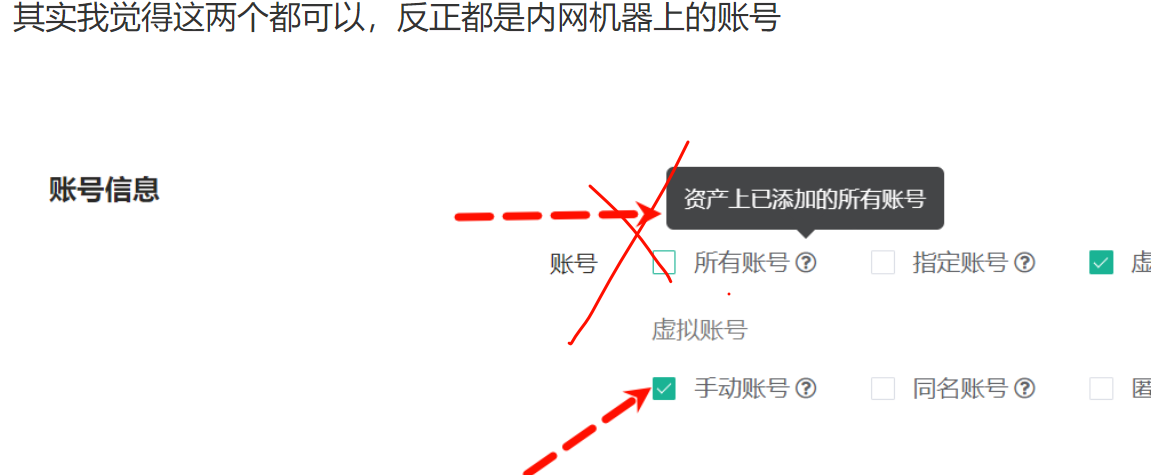 其实我觉得这两个都可以，反正都是内网机器上的账号
账号信息
资产上已添加的所有账号
账号 所有账号 指定账号
虚拟账号
手动账号 同名账号